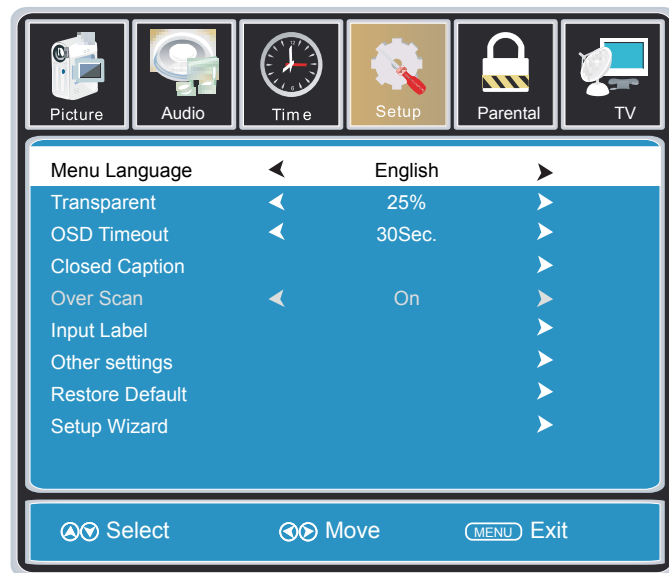 Picture Audio Time Setup Parental TV
Menu Language English
Transparent 25%
OSD Timeout 30Sec.
Closed Caption
Over Scan On
Input Label
Other settings
Restore Default
Setup Wizard
Select Move MENU Exit